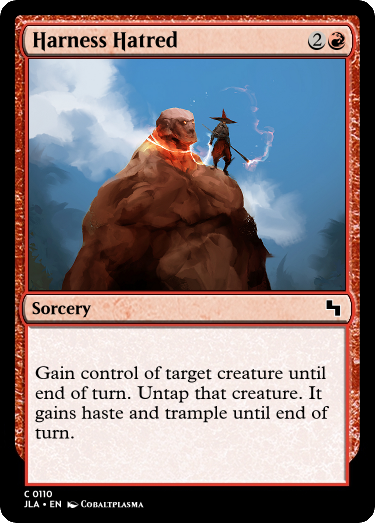 Harness Hatred 2
Sorcery
Gain control of target creature until
end of turn. Untap that creature. It
gains haste and trample until end of
turn.
C 0110
JLA • EN Cobaltplasma